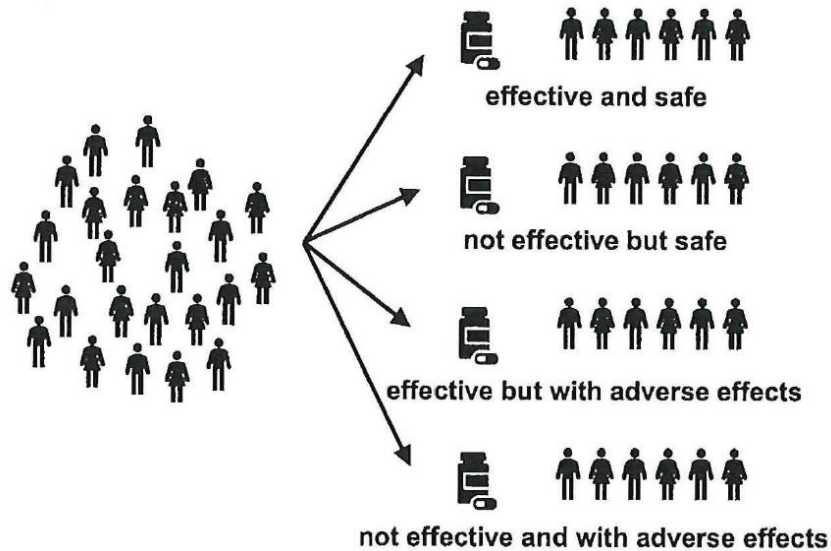 effective and safe
not effective but safe
effective but with adverse effects
not effective and with adverse effects